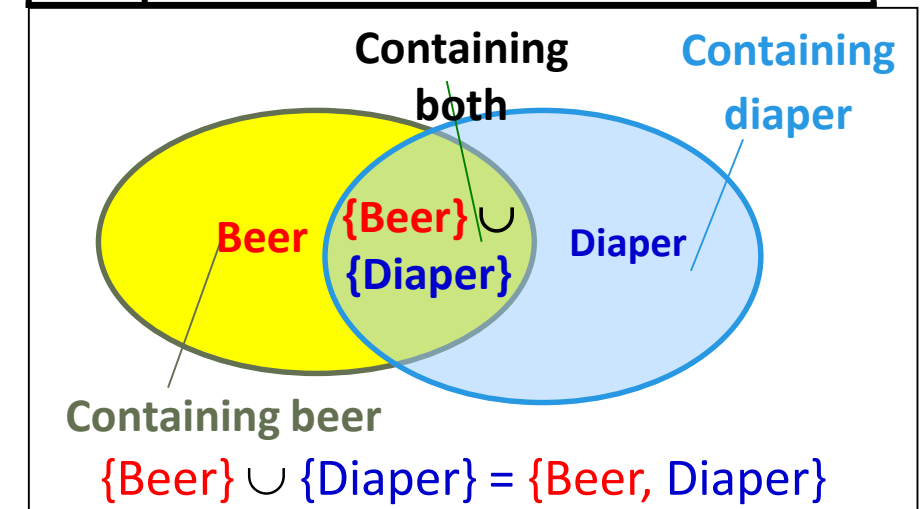 Containing
both
Containing
diaper
Beer
{Beer} ∪
{Diaper}
Diaper
Containing beer
{Beer} ∪ {Diaper} = {Beer, Diaper}